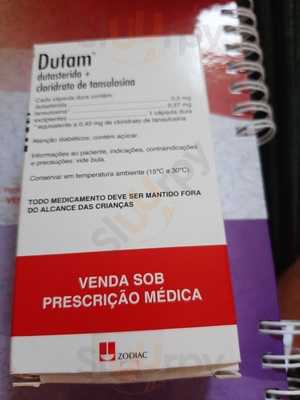 Dutam™
dutasterida +
cloridrato de tansulosina
Cada cápsula dura contém:
dutasterida 0,5 mg
tansulosina* 0,37 mg
excipientes 1 cápsula dura
*equivalente a 0,40 mg de cloridrato de tansulosina.
Atenção diabéticos: contém açúcar.
Informações ao paciente, indicações, contraindicações
e precauções: vide bula.
Conservar em temperatura ambiente (15°C a 30°C).
TODO MEDICAMENTO DEVE SER MANTIDO FORA
DO ALCANCE DAS CRIANÇAS
VENDA SOB
PRESCRIÇÃO MÉDICA
ZODIAC